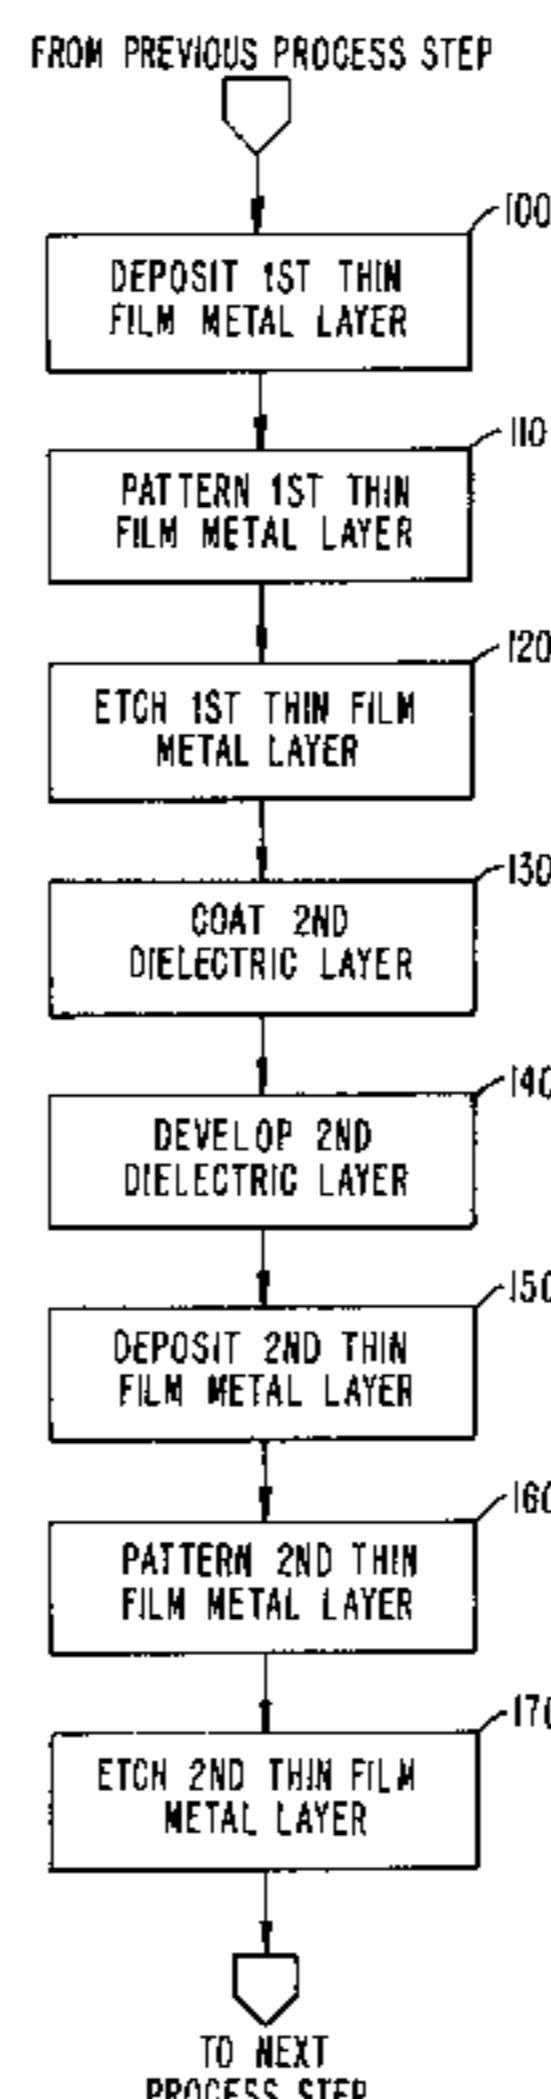 FROM PREVIOUS PROCESS STEP
100
DEPOSIT 1ST THIN
FILM METAL LAYER
110
PATTERN 1ST THIN
FILM METAL LAYER
120
ETCH 1ST THIN FILM
METAL LAYER
130
COAT 2ND
DIELECTRIC LAYER
140
DEVELOP 2ND
DIELECTRIC LAYER
150
DEPOSIT 2ND THIN
FILM METAL LAYER
160
PATTERN 2ND THIN
FILM METAL LAYER
170
ETCH 2ND THIN FILM
METAL LAYER
TO NEXT
PROCESS STEP